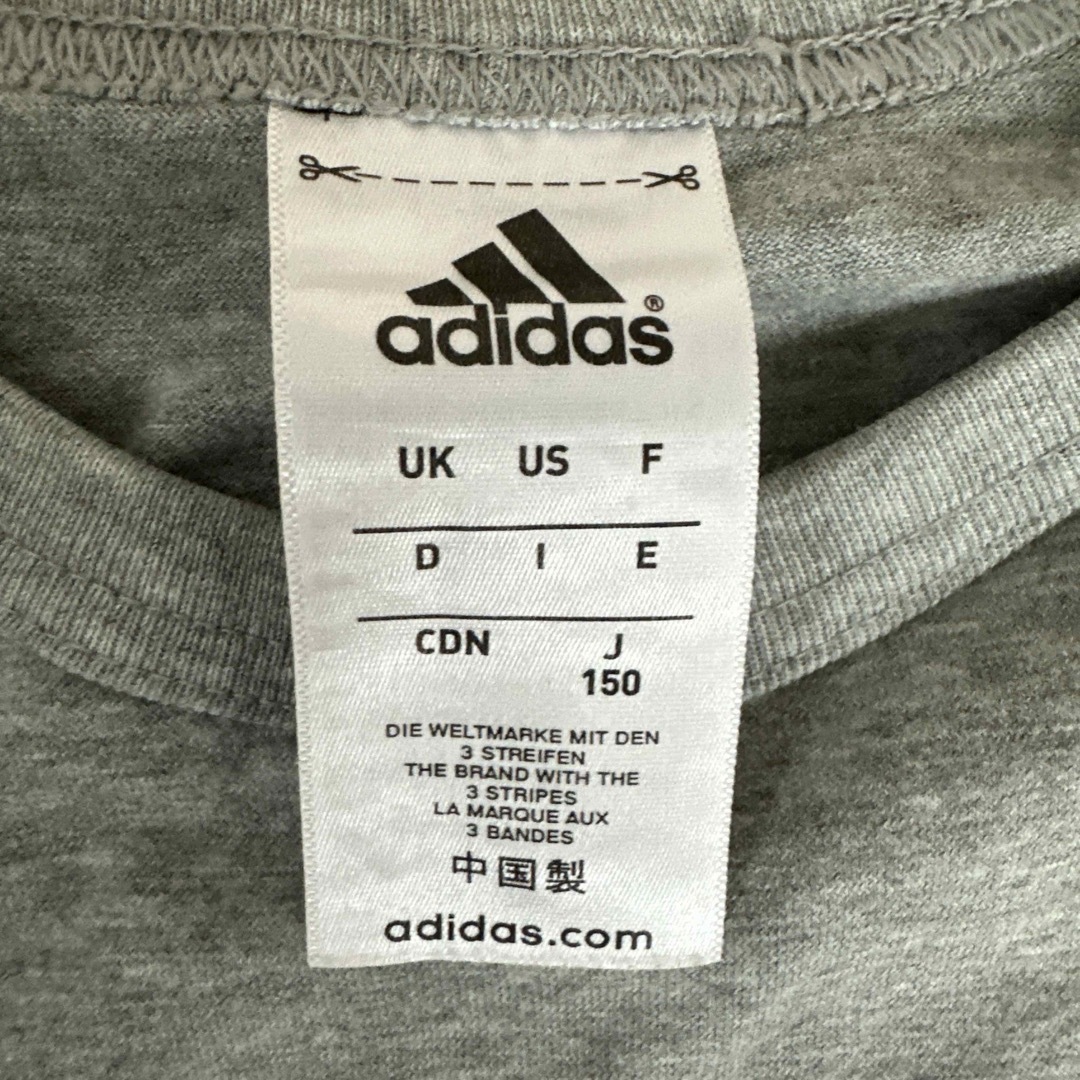 adidas®
UK US F
D I E
CDN J
150
DIE WELTMARKE MIT DEN
3 STREIFEN
THE BRAND WITH THE
3 STRIPES
LA MARQUE AUX
3 BANDES
中国製
adidas.com